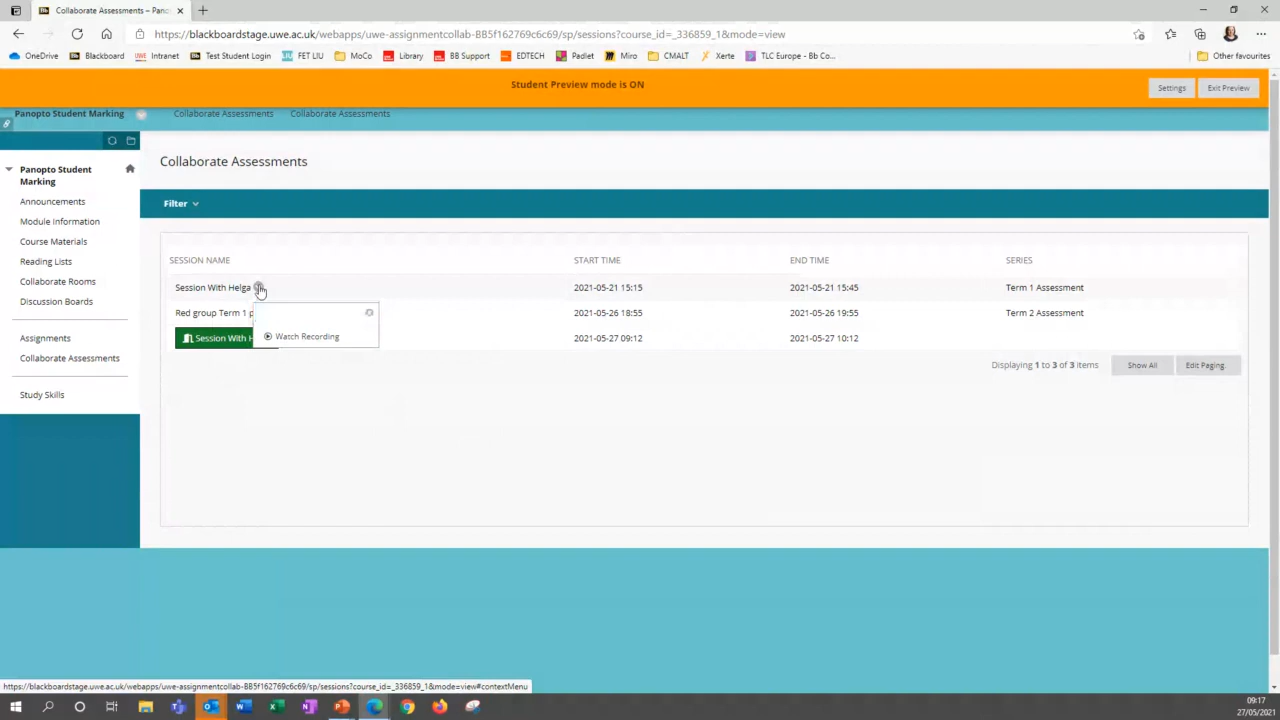 Collaborate Assessments – Pano
https://blackboardstage.uwe.ac.uk/webapps/uwe-assignmentcollab-BB5f162769c6c69/sp/sessions?course_id=_336859_1&mode=view
OneDrive Blackboard Intranet Test Student Login FET LIU MoCo Library BB Support EDTECH Padlet Miro CMALT Xerte TLC Europe - Bb Co... Other favourites
Student Preview mode is ON
Settings Exit Preview
Panopto Student Marking Collaborate Assessments Collaborate Assessments
Panopto Student
Marking
Announcements
Module Information
Course Materials
Reading Lists
Collaborate Rooms
Discussion Boards
Assignments
Collaborate Assessments
Study Skills
Collaborate Assessments
Filter
SESSION NAME START TIME END TIME SERIES
Session With Helga 2021-05-21 15:15 2021-05-21 15:45 Term 1 Assessment
Red group Term 1 p 2021-05-26 18:55 2021-05-26 19:55 Term 2 Assessment
Watch Recording
Session With H 2021-05-27 09:12 2021-05-27 10:12
Displaying 1 to 3 of 3 items Show All Edit Paging.
https://blackboardstage.uwe.ac.uk/webapps/uwe-assignmentcollab-BB5f162769c6c69/sp/sessions?course_id=_336859_1&mode=view#contextMenu
09:17
27/05/2021